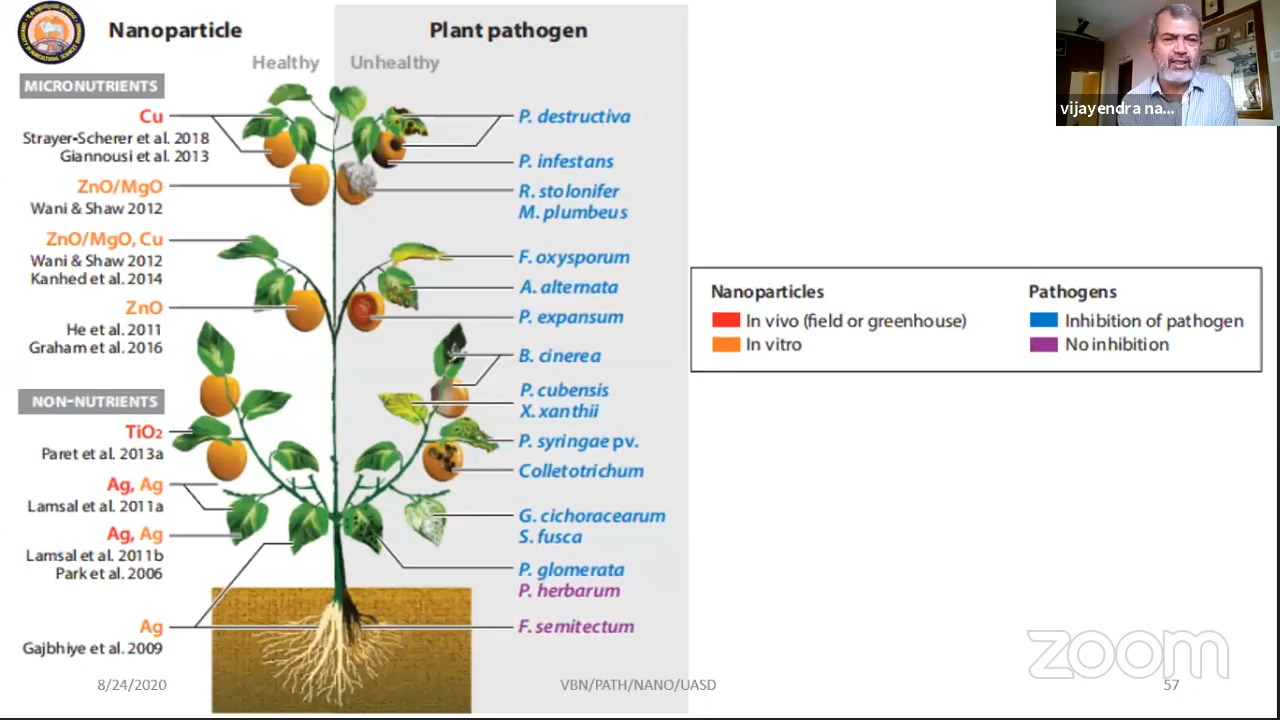 Nanoparticle
Plant pathogen
Healthy
Unhealthy
MICRONUTRIENTS
Cu
Strayer-Scherer et al. 2018
Giannousi et al. 2013
ZnO/MgO
Wani & Shaw 2012
ZnO/MgO, Cu
Wani & Shaw 2012
Kanhed et al. 2014
ZnO
He et al. 2011
Graham et al. 2016
NON-NUTRIENTS
TiO2
Paret et al. 2013a
Ag, Ag
Lamsal et al. 2011a
Ag, Ag
Lamsal et al. 2011b
Park et al. 2006
Ag
Gajbhiye et al. 2009
P. destructiva
P. infestans
R. stolonifer
M. plumbeus
F. oxysporum
A. alternata
P. expansum
B. cinerea
P. cubensis
X. xanthii
P. syringae pv.
Colletotrichum
G. cichoracearum
S. fusca
P. glomerata
P. herbarum
F. semitectum
Nanoparticles
In vivo (field or greenhouse)
In vitro
Pathogens
Inhibition of pathogen
No inhibition
vijayendra na...
zoom
8/24/2020
VBN/PATH/NANO/UASD
57